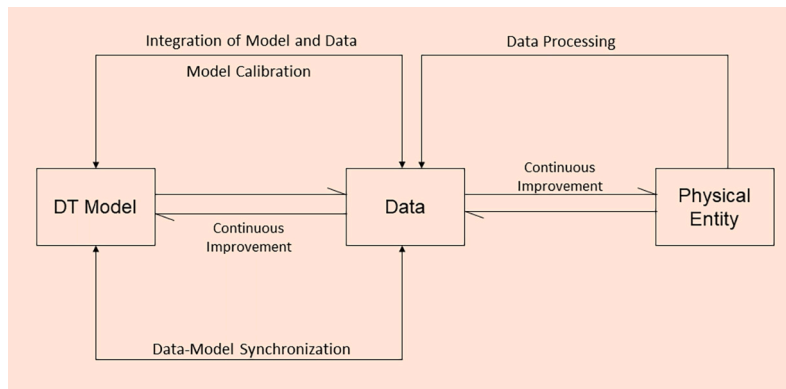 Integration of Model and Data
Model Calibration
Data Processing
DT Model
Continuous
Improvement
Data
Continuous
Improvement
Physical
Entity
Data-Model Synchronization